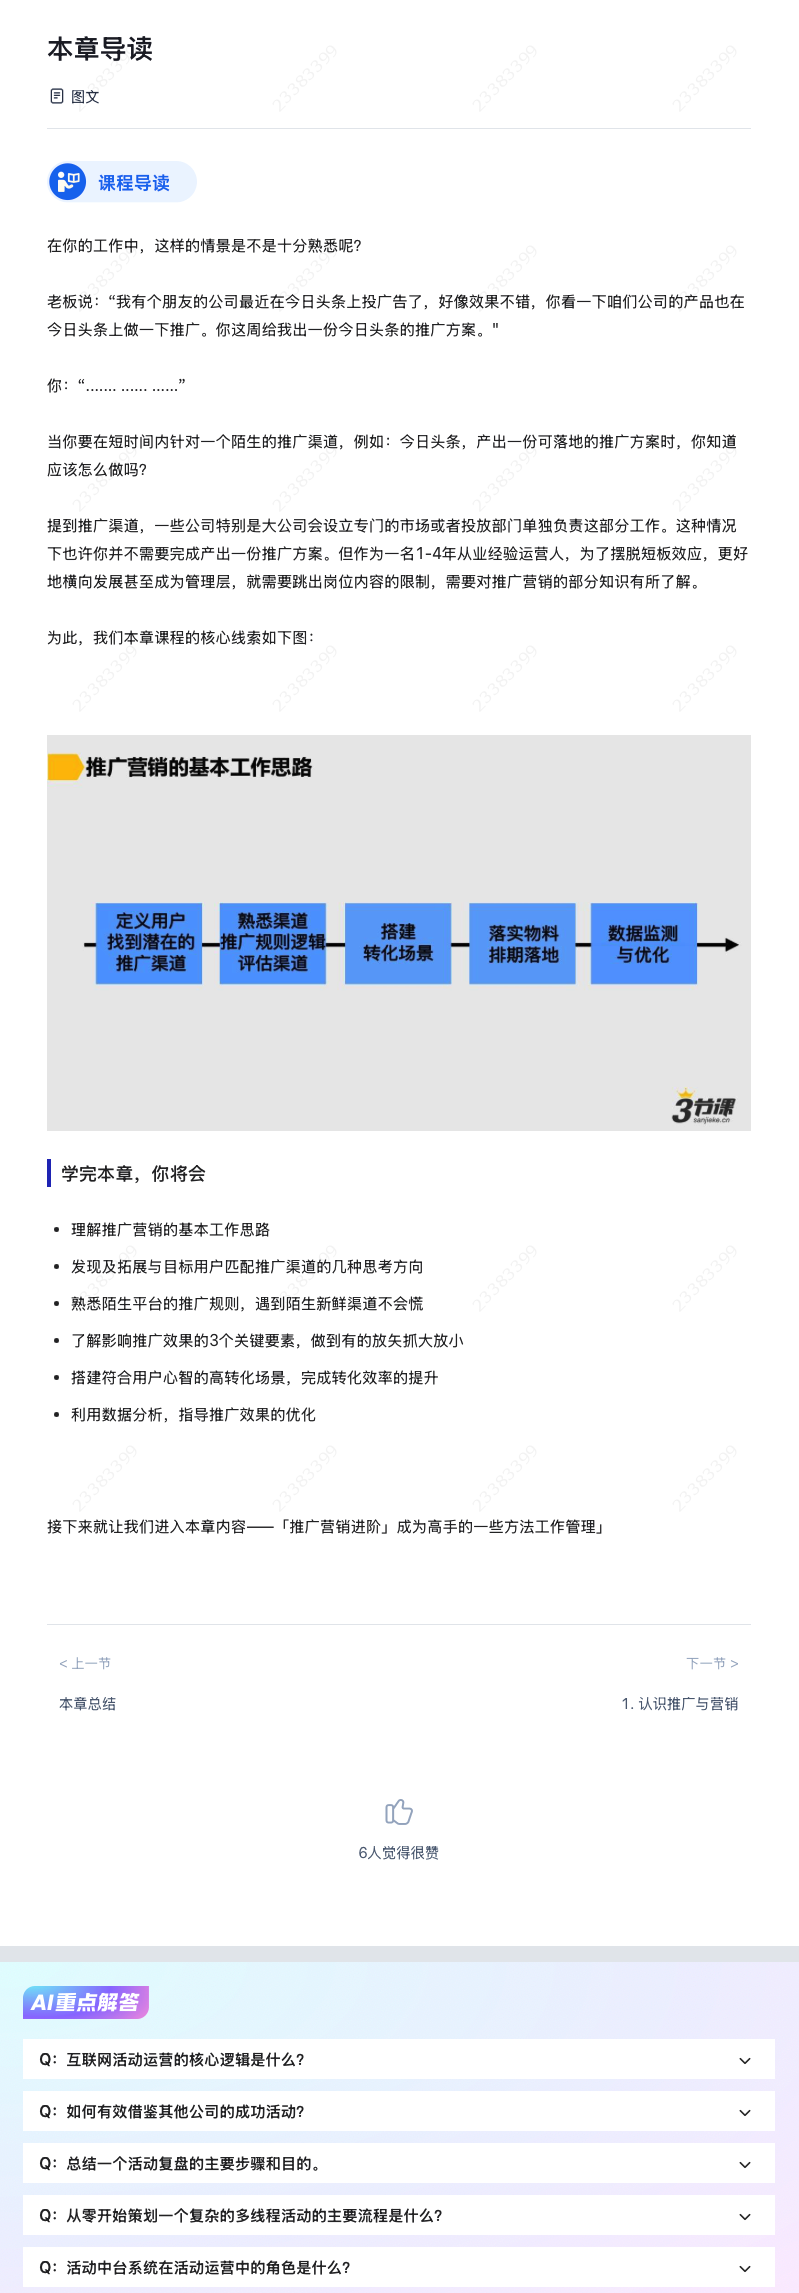 本章导读
图文
课程导读
在你的工作中，这样的情景是不是十分熟悉呢？
老板说：“我有个朋友的公司最近在今日头条上投广告了，好像效果不错，你看一下咱们公司的产品也在
今日头条上做一下推广。你这周给我出一份今日头条的推广方案。"
你：“....... ...... ......”
当你要在短时间内针对一个陌生的推广渠道，例如：今日头条，产出一份可落地的推广方案时，你知道
应该怎么做吗？
提到推广渠道，一些公司特别是大公司会设立专门的市场或者投放部门单独负责这部分工作。这种情况
下也许你并不需要完成产出一份推广方案。但作为一名1-4年从业经验运营人，为了摆脱短板效应，更好
地横向发展甚至成为管理层，就需要跳出岗位内容的限制，需要对推广营销的部分知识有所了解。
为此，我们本章课程的核心线索如下图：
推广营销的基本工作思路
定义用户
找到潜在的
推广渠道
熟悉渠道
推广规则逻辑
评估渠道
搭建
转化场景
落实物料
排期落地
数据监测
与优化
3节课
sanjieke.cn
学完本章，你将会
• 理解推广营销的基本工作思路
• 发现及拓展与目标用户匹配推广渠道的几种思考方向
• 熟悉陌生平台的推广规则，遇到陌生新鲜渠道不会慌
• 了解影响推广效果的3个关键要素，做到有的放矢抓大放小
• 搭建符合用户心智的高转化场景，完成转化效率的提升
• 利用数据分析，指导推广效果的优化
接下来就让我们进入本章内容——「推广营销进阶」成为高手的一些方法工作管理」
< 上一节
下一节 >
本章总结
1. 认识推广与营销
6人觉得很赞
AI重点解答
Q：互联网活动运营的核心逻辑是什么？
Q：如何有效借鉴其他公司的成功活动？
Q：总结一个活动复盘的主要步骤和目的。
Q：从零开始策划一个复杂的多线程活动的主要流程是什么？
Q：活动中台系统在活动运营中的角色是什么？
23383399